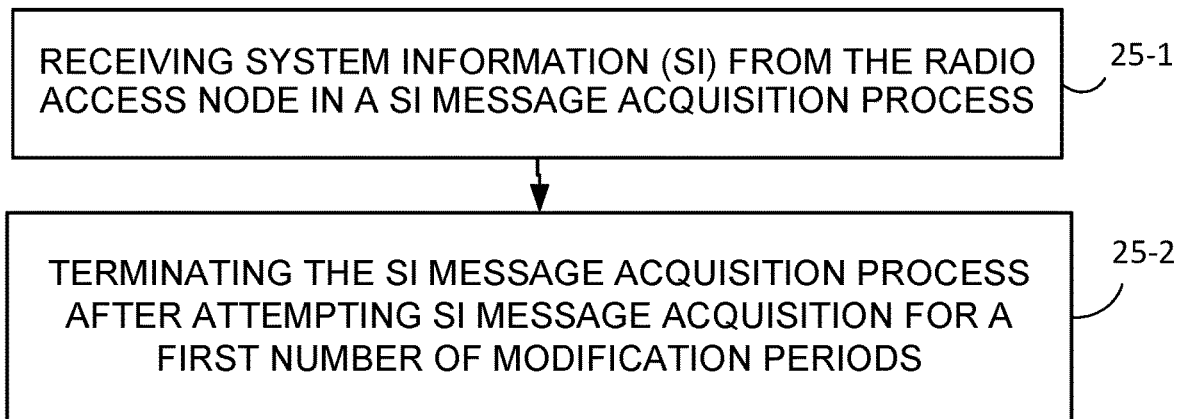 RECEIVING SYSTEM INFORMATION (SI) FROM THE RADIO
ACCESS NODE IN A SI MESSAGE ACQUISITION PROCESS
25-1
TERMINATING THE SI MESSAGE ACQUISITION PROCESS
AFTER ATTEMPTING SI MESSAGE ACQUISITION FOR A
FIRST NUMBER OF MODIFICATION PERIODS
25-2